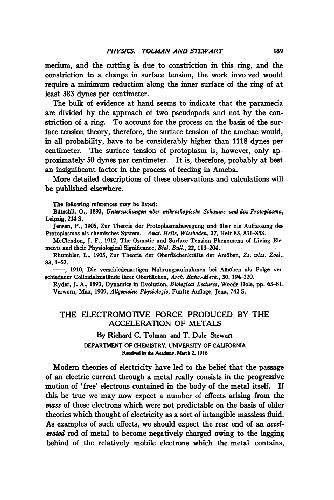 PHYSICS. TOLMAN AND STEWART 189
medium, and the cutting is due to constriction in this ring, and the
constriction to a change in surface tension, the work involved would
require a minimum reduction along the inner surface of the ring of at
least 383 dynes per centimeter.
The bulk of evidence at hand seems to indicate that the paramecia
are divided by the approach of two pseudopods and not by the con-
striction of a ring. To account for the process on the basis of the sur-
face tension theory, therefore, the surface tension of the amebae would,
in all probability, have to be considerably higher than 1118 dynes per
centimeter. The surface tension of protoplasm is, however, only ap-
proximately 50 dynes per centimeter. It is, therefore, probably at best
an insignificant factor in the process of feeding in Ameba.
More detailed descriptions of these observations and calculations will
be published elsewhere.
The following references may be listed:
Bütschli, O., 1892, Untersuchungen über mikroskopische Schäume und das Protoplasma,
Leipzig, 234 S.
Jensen, P., 1905, Zur Theorie der Protoplasmabewegung und über die Auffassung des
Protoplasmas als chemisches System. Anat. Hefte, Wiesbaden, 27, Heft 83, 831-858.
McClendon, J. F., 1912, The Osmotic and Surface Tension Phenomena of Living Ele-
ments and their Physiological Significance, Biol. Bull., 22, 113-204.
Rhumbler, L., 1905, Zur Theorie der Oberflächenkräfte der Amöben, Zs. wiss. Zool.,
83, 1-52.
——, 1910, Die verschiedenartigen Nahrungsaufnahmen bei Amöben als Folge ver-
schiedener Colloidalzustände ihrer Oberflächen, Arch. Entw.-Mech., 30, 194-230.
Ryder, J. A., 1893, Dynamics in Evolution, Biological Lectures, Woods Hole, pp. 63-81.
Verworn, Max, 1909, Allgemeine Physiologie. Fünfte Auflage. Jena, 742 S.
THE ELECTROMOTIVE FORCE PRODUCED BY THE
ACCELERATION OF METALS
By Richard C. Tolman and T. Dale Stewart
DEPARTMENT OF CHEMISTRY, UNIVERSITY OF CALIFORNIA
Received by the Academy, March 2, 1916
Modern theories of electricity have led to the belief that the passage
of an electric current through a metal really consists in the progressive
motion of 'free' electrons contained in the body of the metal itself. If
this be true we may now expect a number of effects arising from the
mass of these electrons which were not predictable on the basis of older
theories which thought of electricity as a sort of intangible massless fluid.
As examples of such effects, we should expect the rear end of an accel-
erated rod of metal to become negatively charged owing to the lagging
behind of the relatively mobile electrons which the metal contains,